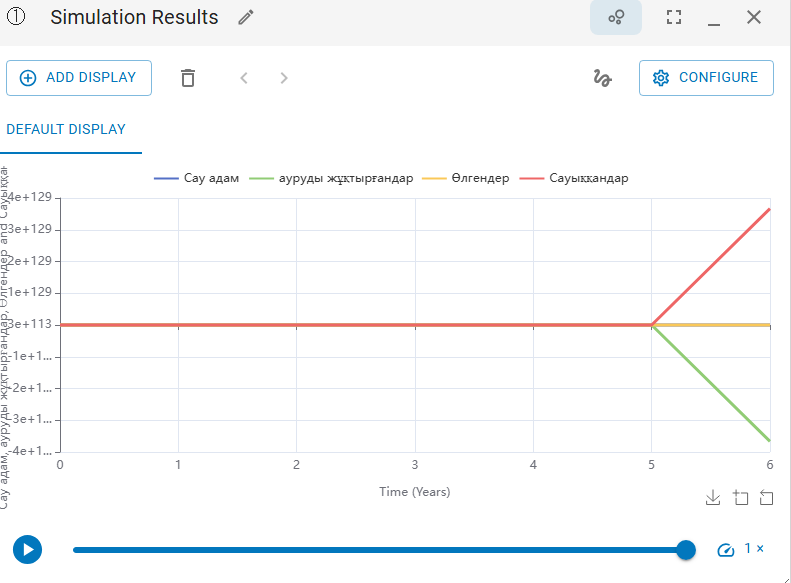 ① Simulation Results
ADD DISPLAY
CONFIGURE
DEFAULT DISPLAY
Сау адам ауруды жұқтырғандар Өлгендер Сауыққандар
Сау адам, ауруды жұқтырғандар, Өлгендер and Сауыққан
4e+129
3e+129
2e+129
1e+129
3e+113
-1e+1...
-2e+1...
-3e+1...
-4e+1...
0 1 2 3 4 5 6
Time (Years)
1 ×